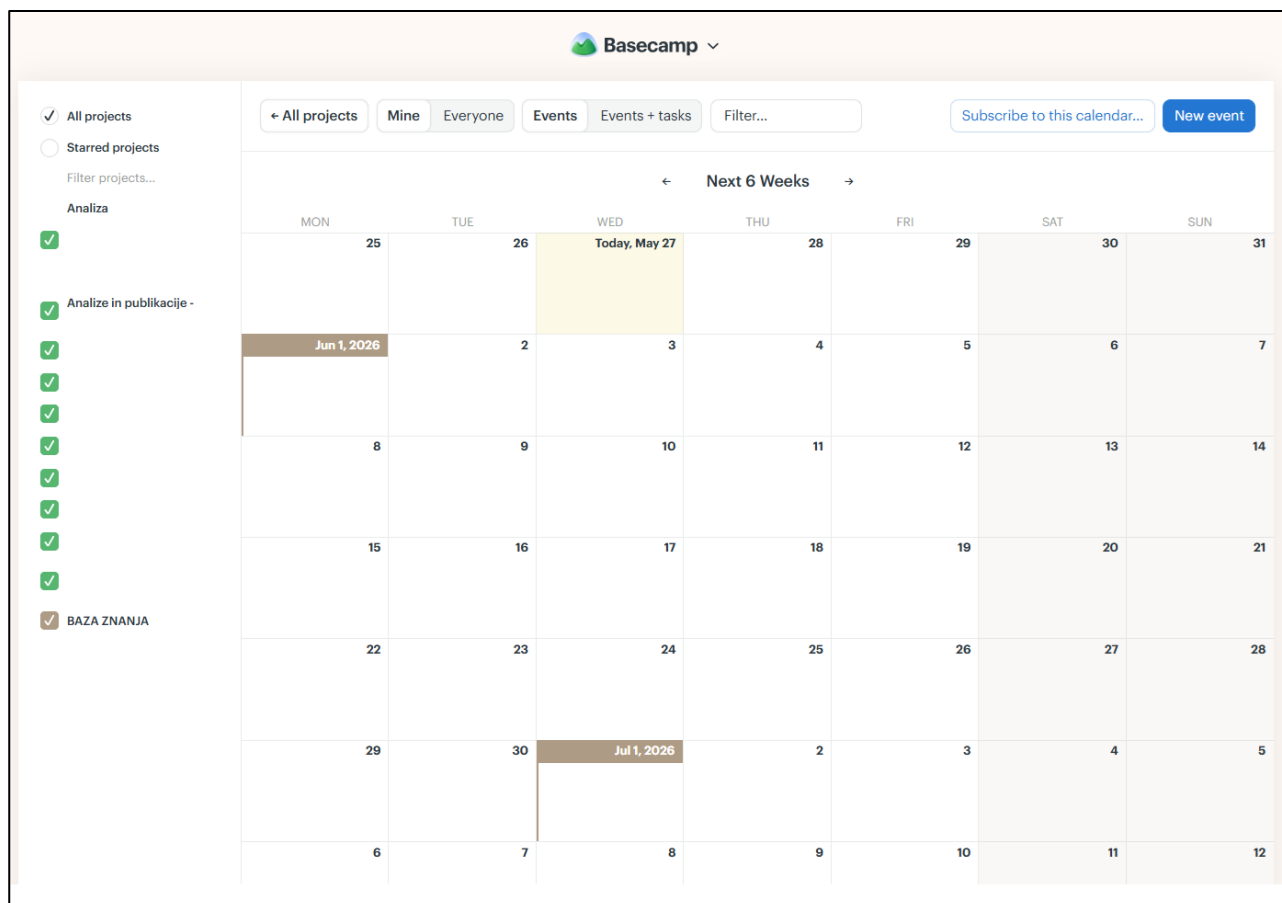 Basecamp
All projects
Starred projects
Filter projects...
Analiza
Analize in publikacije -
BAZA ZNANJA
← All projects Mine Everyone Events Events + tasks Filter... Subscribe to this calendar... New event
← Next 6 Weeks →
MON TUE WED THU FRI SAT SUN
25 26 Today, May 27 28 29 30 31
Jun 1, 2026 2 3 4 5 6 7
8 9 10 11 12 13 14
15 16 17 18 19 20 21
22 23 24 25 26 27 28
29 30 Jul 1, 2026 2 3 4 5
6 7 8 9 10 11 12